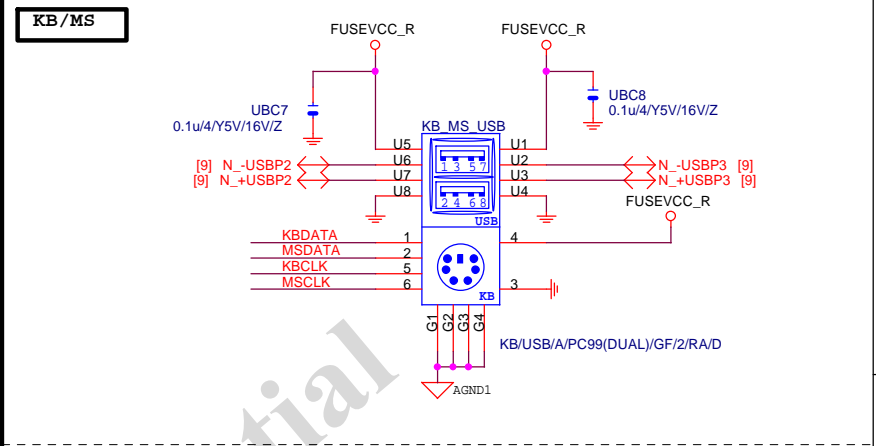 KB/MS
FUSEVCC_R
FUSEVCC_R
UBC7
0.1u/4/Y5V/16V/Z
UBC8
0.1u/4/Y5V/16V/Z
KB_MS_USB
U5
U1
[9] N_-USBP2
U6
1 3 5 7
U2
N_-USBP3 [9]
[9] N_+USBP2
U7
U3
N_+USBP3 [9]
U8
2 4 6 8
U4
FUSEVCC_R
USB
KBDATA
1
4
MSDATA
2
KBCLK
5
MSCLK
6
3
KB
G1
G2
G3
G4
KB/USB/A/PC99(DUAL)/GF/2/RA/D
AGND1
tial